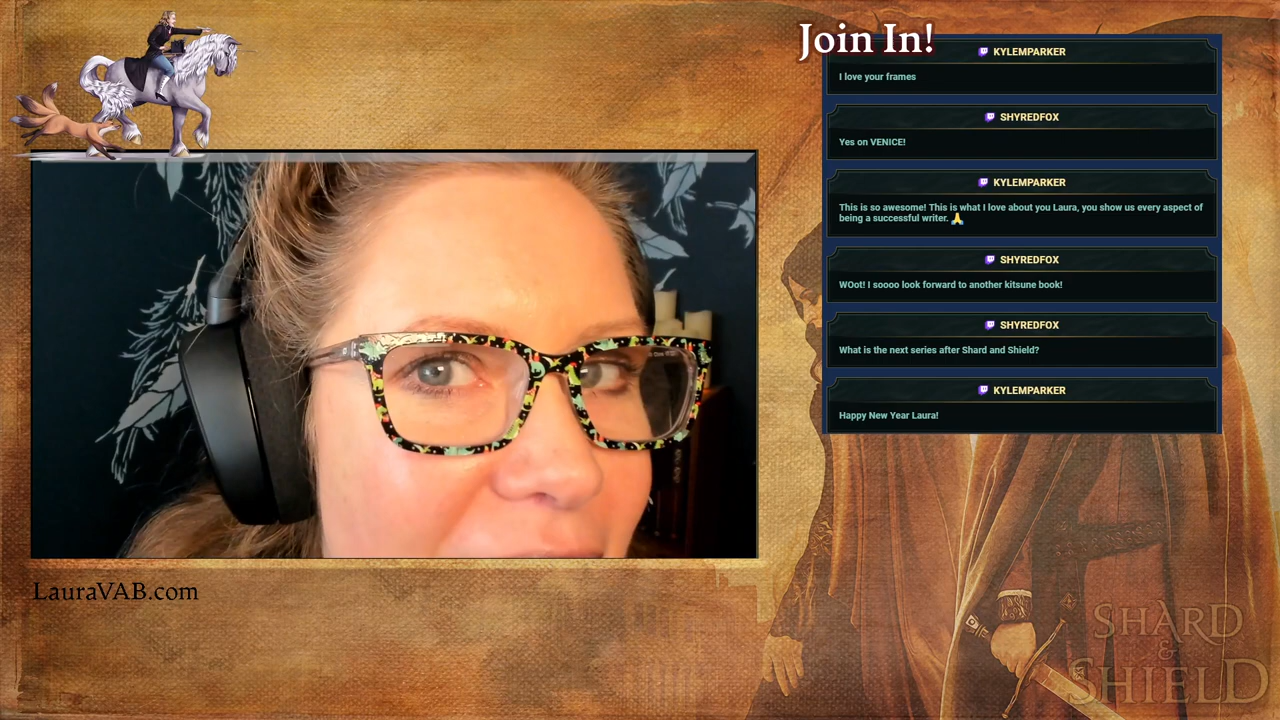 Join In!
KYLEMPARKER
I love your frames
SHYREDFOX
Yes on VENICE!
KYLEMPARKER
This is so awesome! This is what I love about you Laura, you show us every aspect of
being a successful writer. 🙏
SHYREDFOX
WOot! I soooo look forward to another kitsune book!
SHYREDFOX
What is the next series after Shard and Shield?
KYLEMPARKER
Happy New Year Laura!
LauraVAB.com
SHARD
&
SHIELD